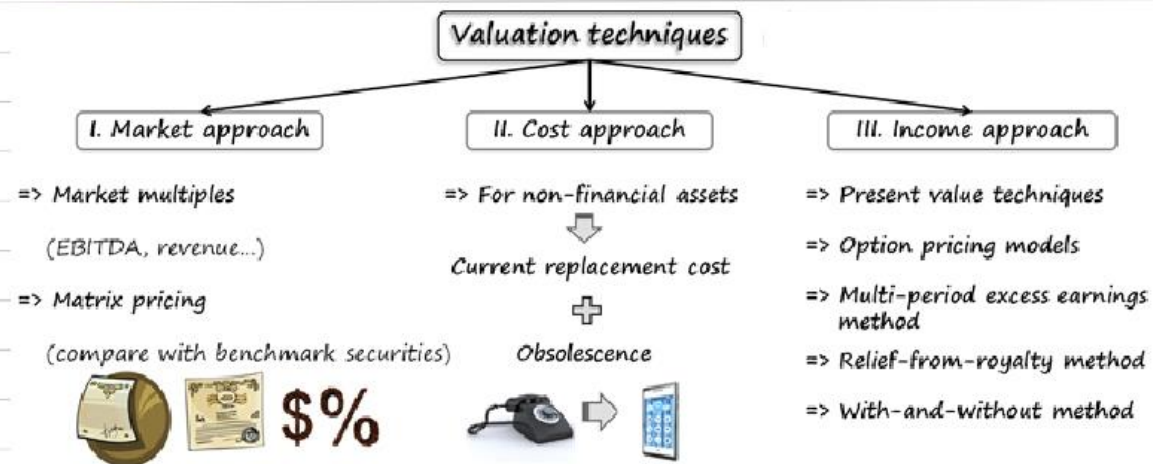 Valuation techniques
I. Market approach
=> Market multiples
(EBITDA, revenue...)
=> Matrix pricing
(compare with benchmark securities)
$%
II. Cost approach
=> For non-financial assets
Current replacement cost
+
Obsolescence
III. Income approach
=> Present value techniques
=> Option pricing models
=> Multi-period excess earnings
method
=> Relief-from-royalty method
=> With-and-without method